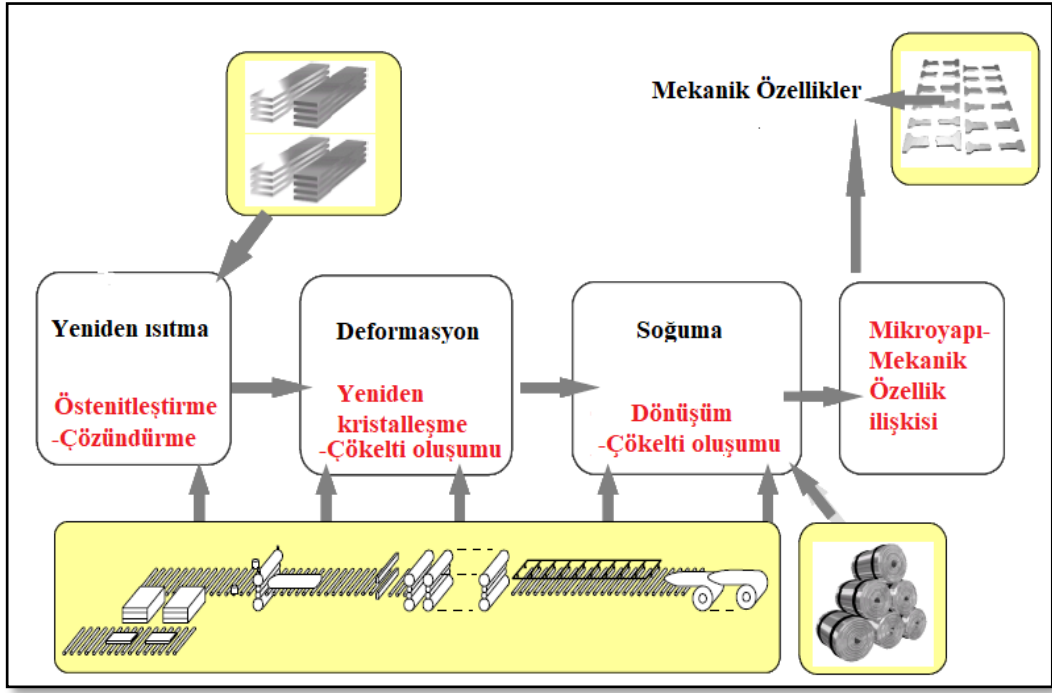 Mekanik Özellikler
Yeniden ısıtma
Östenitleştirme
-Çözündürme
Deformasyon
Yeniden
kristalleşme
-Çökelti oluşumu
Soğuma
Dönüşüm
-Çökelti oluşumu
Mikroyapı-
Mekanik
Özellik
ilişkisi